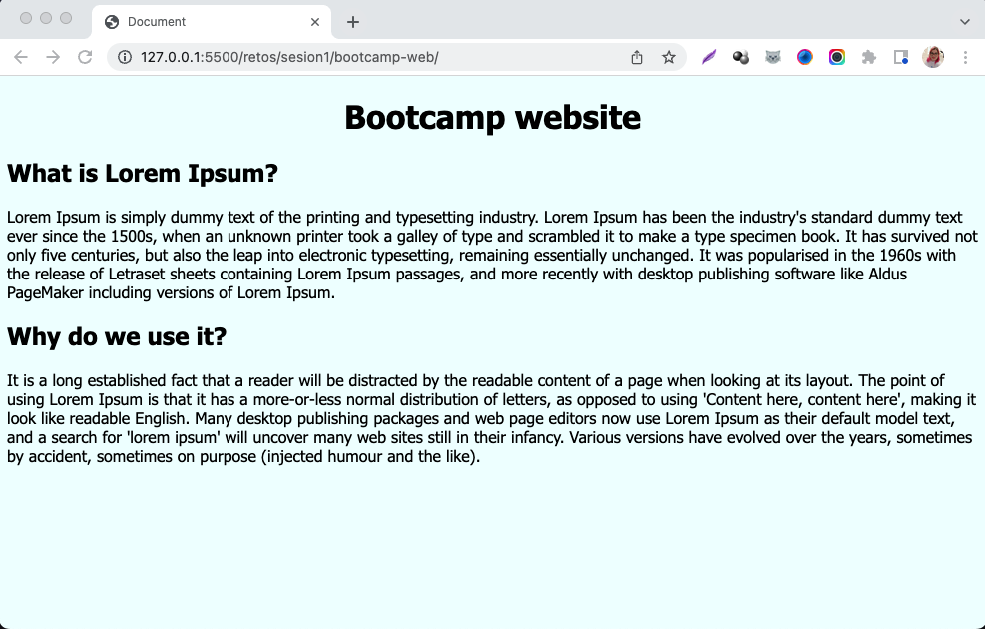 Document
127.0.0.1:5500/retos/sesion1/bootcamp-web/
Bootcamp website
What is Lorem Ipsum?
Lorem Ipsum is simply dummy text of the printing and typesetting industry. Lorem Ipsum has been the industry's standard dummy text
ever since the 1500s, when an unknown printer took a galley of type and scrambled it to make a type specimen book. It has survived not
only five centuries, but also the leap into electronic typesetting, remaining essentially unchanged. It was popularised in the 1960s with
the release of Letraset sheets containing Lorem Ipsum passages, and more recently with desktop publishing software like Aldus
PageMaker including versions of Lorem Ipsum.
Why do we use it?
It is a long established fact that a reader will be distracted by the readable content of a page when looking at its layout. The point of
using Lorem Ipsum is that it has a more-or-less normal distribution of letters, as opposed to using 'Content here, content here', making it
look like readable English. Many desktop publishing packages and web page editors now use Lorem Ipsum as their default model text,
and a search for 'lorem ipsum' will uncover many web sites still in their infancy. Various versions have evolved over the years, sometimes
by accident, sometimes on purpose (injected humour and the like).